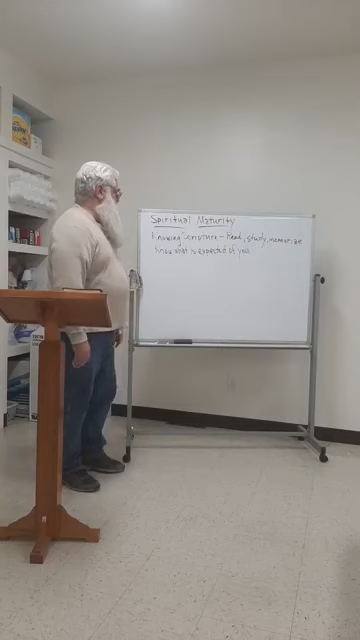 Spiritual Maturity
Knowing Scripture - Read, study, memorize
Know what is expected of you